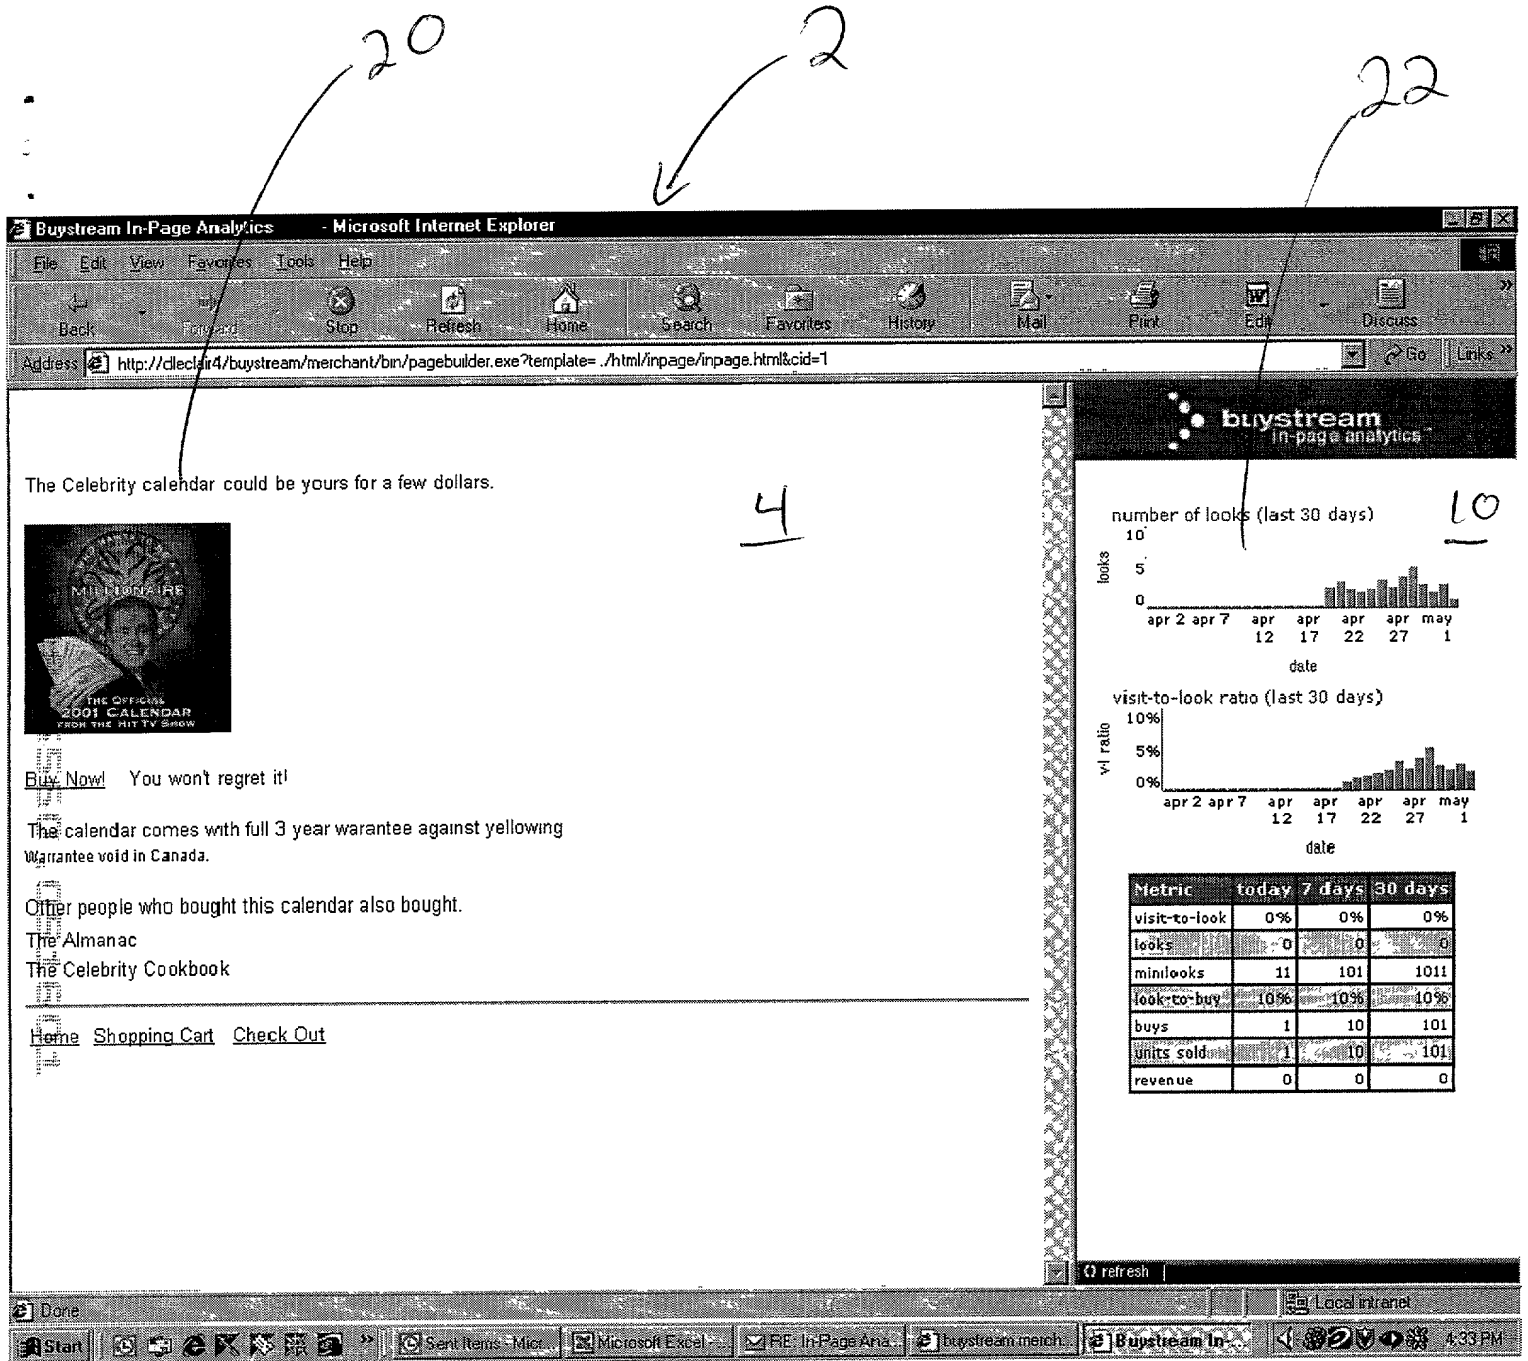 20
2
22
Buystream In-Page Analytics - Microsoft Internet Explorer
File Edit View Favorites Tools Help
Back Forward Stop Refresh Home Search Favorites History Mail Print Edit Discuss
Address http://dleclair4/buystream/merchant/bin/pagebuilder.exe?template=../html/inpage/inpage.html&cid=1 Go Links
buystream
in-page analytics
The Celebrity calendar could be yours for a few dollars.
4
10
MILLIONAIRE
THE OFFICIAL
2001 CALENDAR
FROM THE HIT TV SHOW
Buy Now! You won't regret it!
The calendar comes with full 3 year warantee against yellowing
Warrantee void in Canada.
Other people who bought this calendar also bought.
The Almanac
The Celebrity Cookbook
Home Shopping Cart Check Out
number of looks (last 30 days)
looks
10
5
0
apr 2 apr 7 apr 12 apr 17 apr 22 apr 27 may 1
date
visit-to-look ratio (last 30 days)
v-l ratio
10%
5%
0%
apr 2 apr 7 apr 12 apr 17 apr 22 apr 27 may 1
date
Metric today 7 days 30 days
visit-to-look 0% 0% 0%
looks 0 0 0
minilooks 11 101 1011
look-to-buy 10% 10% 10%
buys 1 10 101
units sold 1 10 101
revenue 0 0 0
refresh
Done Local intranet
Start Sent Items - Micr... Microsoft Excel - ... RE: In-Page Ana... buystream merch... Buystream In-... 4:33 PM